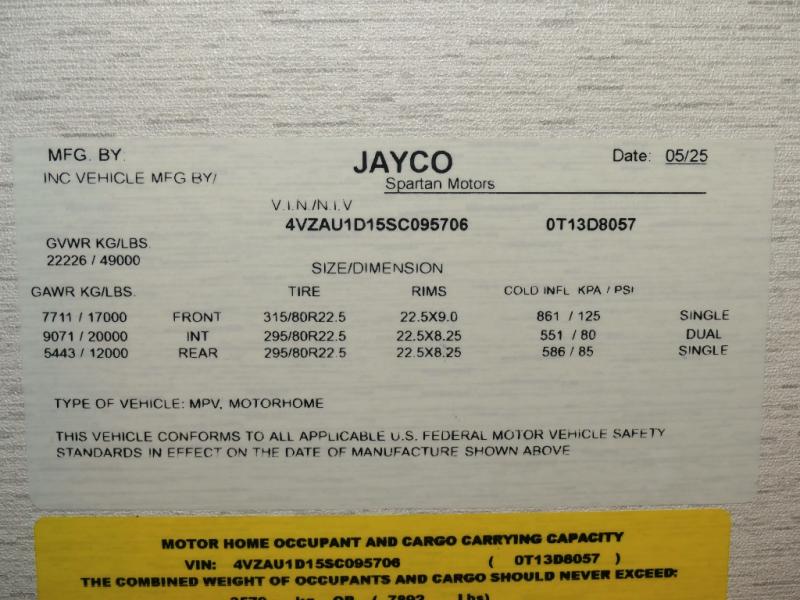 MFG. BY. JAYCO Date: 05/25
INC VEHICLE MFG BY/ Spartan Motors
V.I.N./N.I.V
4VZAU1D15SC095706 0T13D8057
GVWR KG/LBS.
22226 / 49000
SIZE/DIMENSION
GAWR KG/LBS. TIRE RIMS COLD INFL KPA / PSI
7711 / 17000 FRONT 315/80R22.5 22.5X9.0 861 / 125 SINGLE
9071 / 20000 INT 295/80R22.5 22.5X8.25 551 / 80 DUAL
5443 / 12000 REAR 295/80R22.5 22.5X8.25 586 / 85 SINGLE
TYPE OF VEHICLE: MPV, MOTORHOME
THIS VEHICLE CONFORMS TO ALL APPLICABLE U.S. FEDERAL MOTOR VEHICLE SAFETY
STANDARDS IN EFFECT ON THE DATE OF MANUFACTURE SHOWN ABOVE
MOTOR HOME OCCUPANT AND CARGO CARRYING CAPACITY
VIN: 4VZAU1D15SC095706 ( 0T13D8057 )
THE COMBINED WEIGHT OF OCCUPANTS AND CARGO SHOULD NEVER EXCEED:
kg OR ( 7892 Lbs)